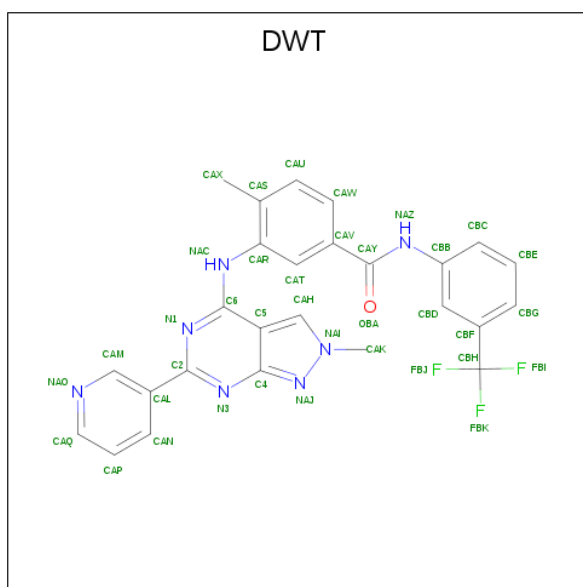 DWT
CAU
CAX
CAS
CAW
NAZ
CBC
CAV
HN
NAC
CAR
CAY
H
N
CBB
CBE
CAT
C6
CAH
O
OBA
CBD
CBG
C5
CBF
N1
N
NAI
CAM
CAK
CBH
C2
C4
FBJ
F
F
FBI
NAO
N
CAL
N
N3
N
NAJ
F
FBK
CAQ
CAN
CAP
N